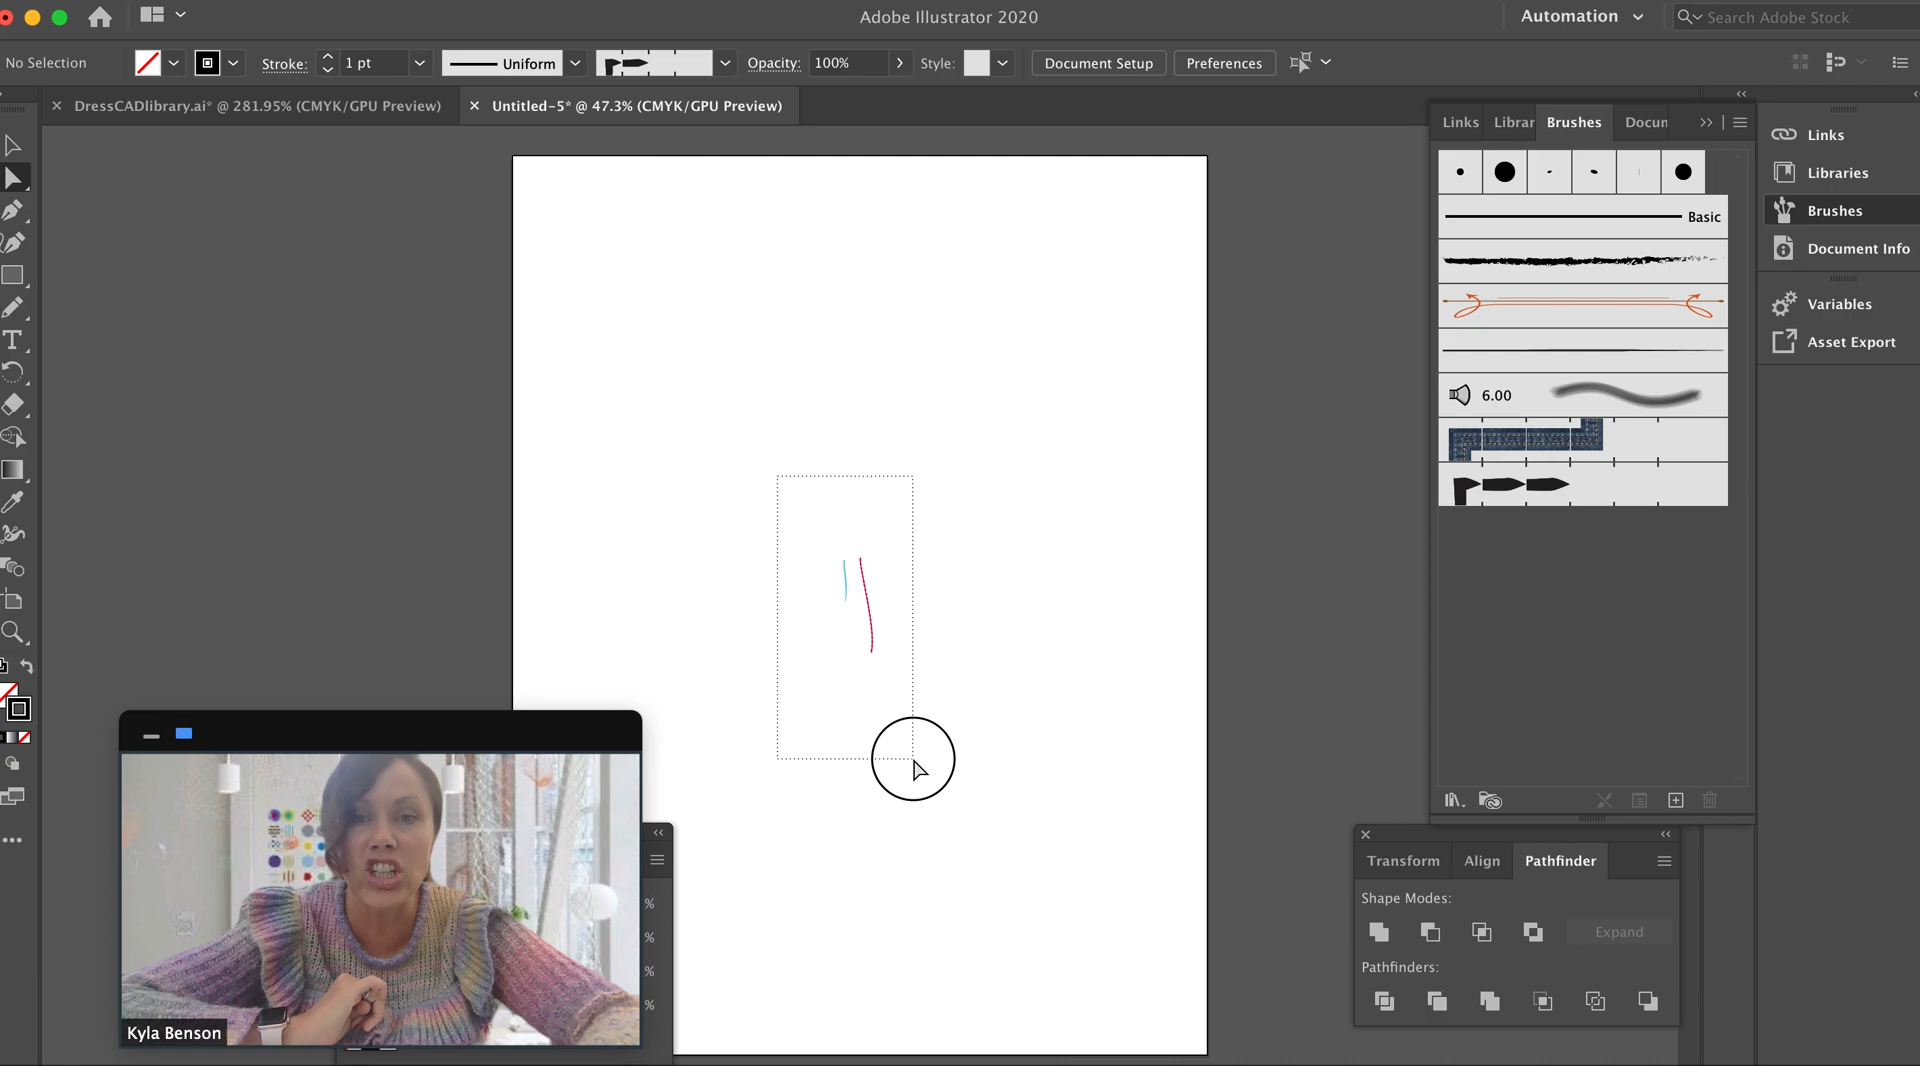 Adobe Illustrator 2020
Automation
Search Adobe Stock
No Selection
Stroke:
1 pt
Uniform
Opacity:
100%
Style:
Document Setup
Preferences
DressCADlibrary.ai* @ 281.95% (CMYK/GPU Preview)
Untitled-5* @ 47.3% (CMYK/GPU Preview)
Links
Librar
Brushes
Docun
Basic
6.00
Links
Libraries
Brushes
Document Info
Variables
Asset Export
Transform
Align
Pathfinder
Shape Modes:
Expand
Pathfinders:
%
%
%
%
Kyla Benson